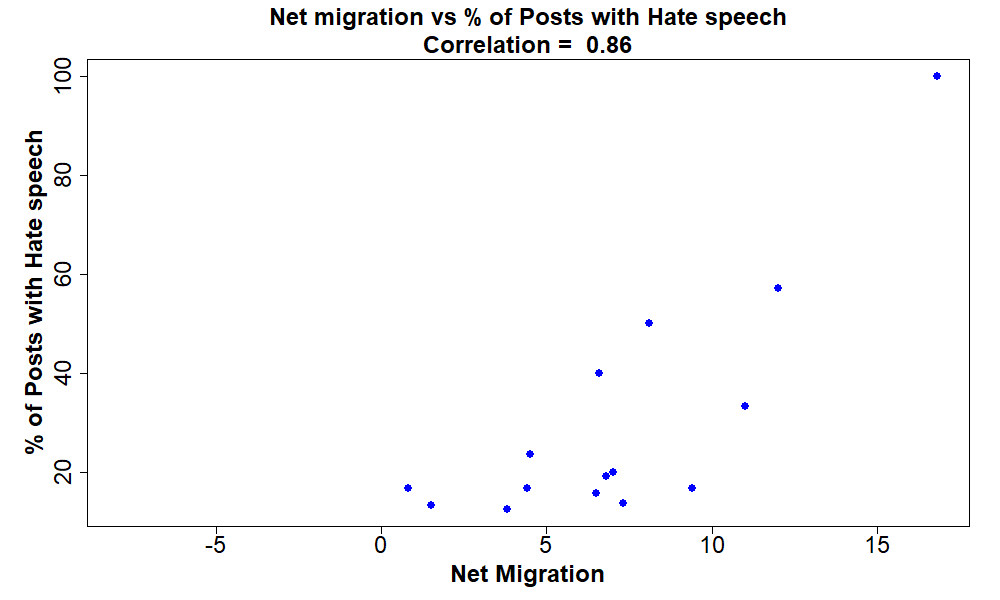 Net migration vs % of Posts with Hate speech
Correlation =  0.86
% of Posts with Hate speech
100
80
60
40
20
-5
0
5
10
15
Net Migration